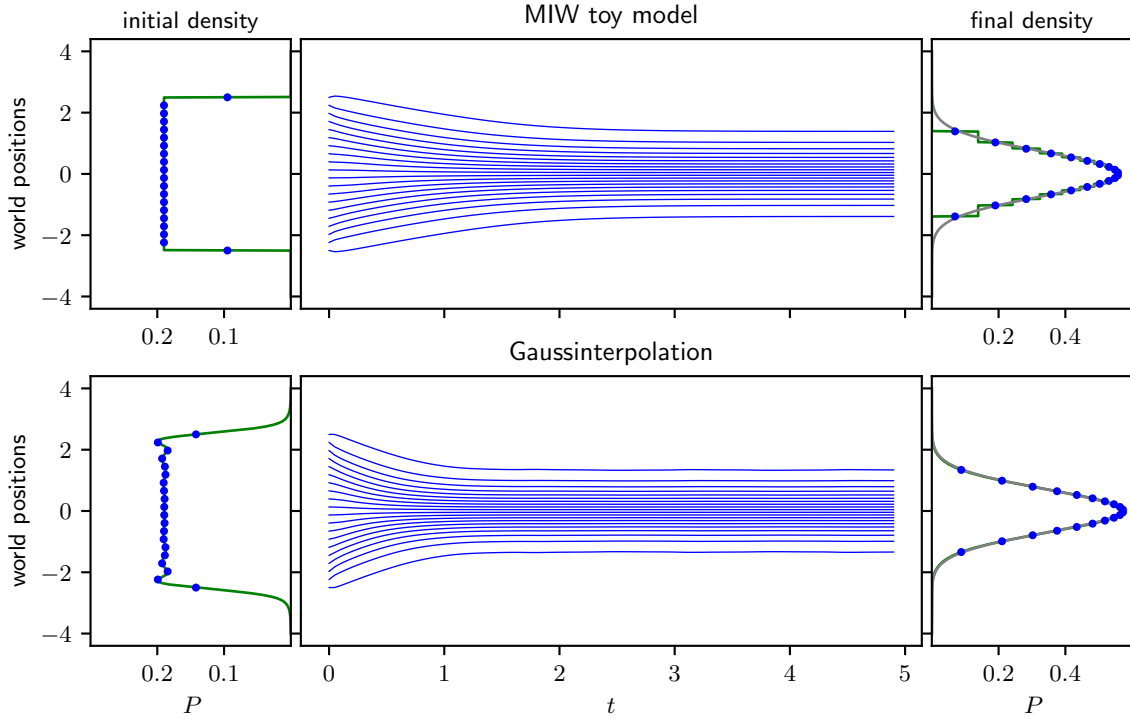 initial density
MIW toy model
final density
world positions
4
2
0
−2
−4
0.2
0.1
0.2
0.4
Gaussinterpolation
world positions
4
2
0
−2
−4
0.2
0.1
0
1
2
3
4
5
0.2
0.4
P
t
P